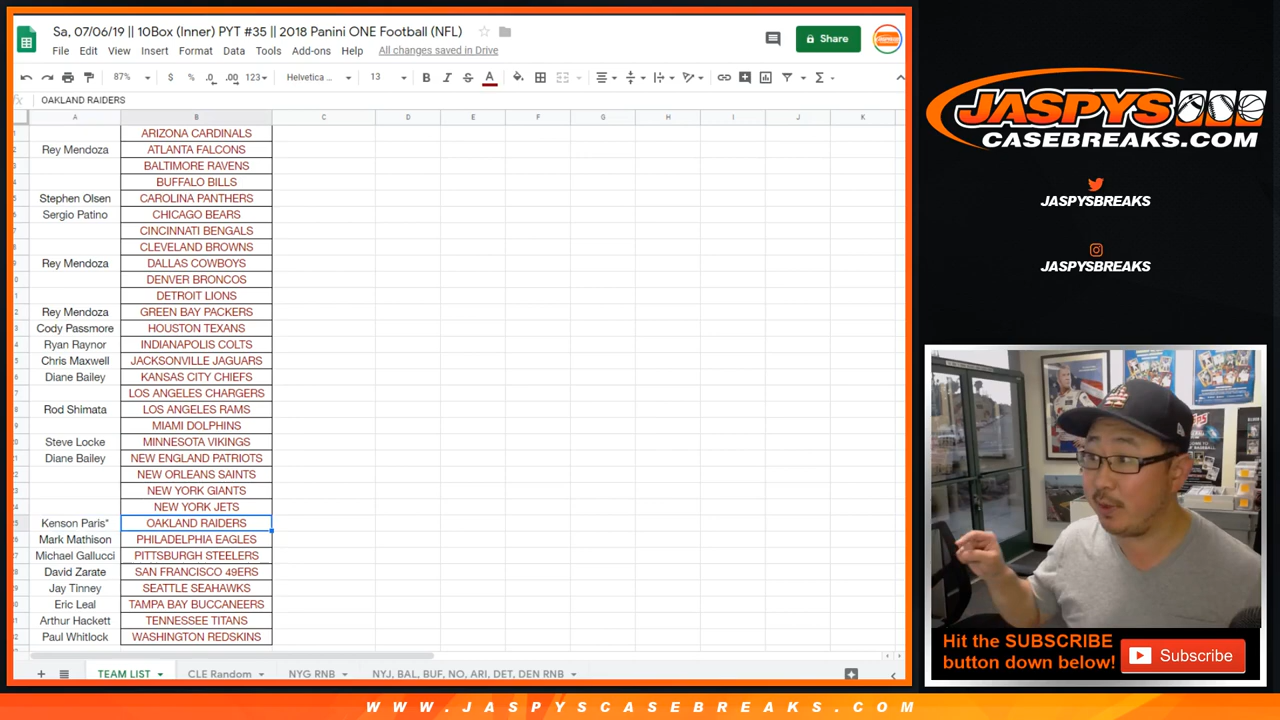 Sa, 07/06/19 || 10Box (Inner) PYT #35 || 2018 Panini ONE Football (NFL)
File Edit View Insert Format Data Tools Add-ons Help All changes saved in Drive
Share
87% $ % .0 .00 123 Helvetica ... 13 B I S A
fx OAKLAND RAIDERS
A B C D E F G H I J K
ARIZONA CARDINALS
Rey Mendoza ATLANTA FALCONS
BALTIMORE RAVENS
BUFFALO BILLS
Stephen Olsen CAROLINA PANTHERS
Sergio Patino CHICAGO BEARS
CINCINNATI BENGALS
CLEVELAND BROWNS
Rey Mendoza DALLAS COWBOYS
DENVER BRONCOS
DETROIT LIONS
Rey Mendoza GREEN BAY PACKERS
Cody Passmore HOUSTON TEXANS
Ryan Raynor INDIANAPOLIS COLTS
Chris Maxwell JACKSONVILLE JAGUARS
Diane Bailey KANSAS CITY CHIEFS
LOS ANGELES CHARGERS
Rod Shimata LOS ANGELES RAMS
MIAMI DOLPHINS
Steve Locke MINNESOTA VIKINGS
Diane Bailey NEW ENGLAND PATRIOTS
NEW ORLEANS SAINTS
NEW YORK GIANTS
NEW YORK JETS
Kenson Paris* OAKLAND RAIDERS
Mark Mathison PHILADELPHIA EAGLES
Michael Gallucci PITTSBURGH STEELERS
David Zarate SAN FRANCISCO 49ERS
Jay Tinney SEATTLE SEAHAWKS
Eric Leal TAMPA BAY BUCCANEERS
Arthur Hackett TENNESSEE TITANS
Paul Whitlock WASHINGTON REDSKINS
TEAM LIST CLE Random NYG RNB NYJ, BAL, BUF, NO, ARI, DET, DEN RNB
JASPYS
CASEBREAKS.COM
JASPYSBREAKS
JASPYSBREAKS
Hit the SUBSCRIBE
button down below!
Subscribe
WWW.JASPYSCASEBREAKS.COM